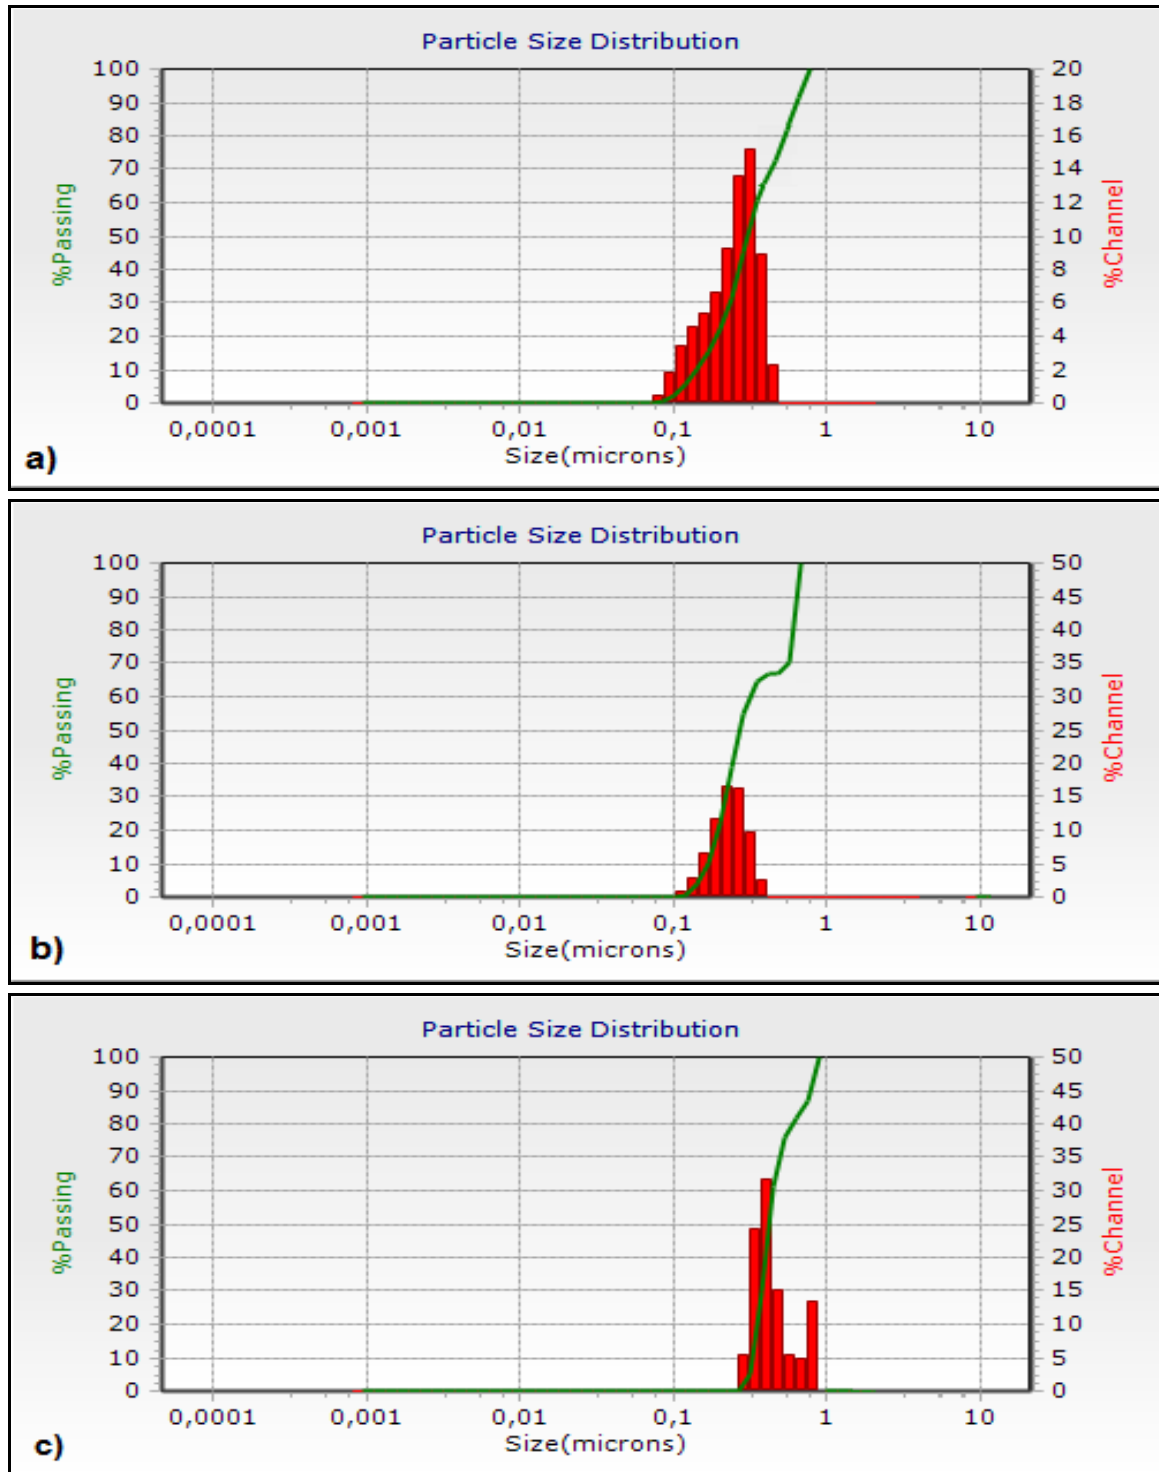 Particle Size Distribution
100 20
90 18
80 16
70 14
60 12
50 10
40 8
30 6
20 4
10 2
0 0
%Passing
%Channel
0,0001 0,001 0,01 0,1 1 10
Size(microns)
a)
Particle Size Distribution
100 50
90 45
80 40
70 35
60 30
50 25
40 20
30 15
20 10
10 5
0 0
%Passing
%Channel
0,0001 0,001 0,01 0,1 1 10
Size(microns)
b)
Particle Size Distribution
100 50
90 45
80 40
70 35
60 30
50 25
40 20
30 15
20 10
10 5
0 0
%Passing
%Channel
0,0001 0,001 0,01 0,1 1 10
Size(microns)
c)